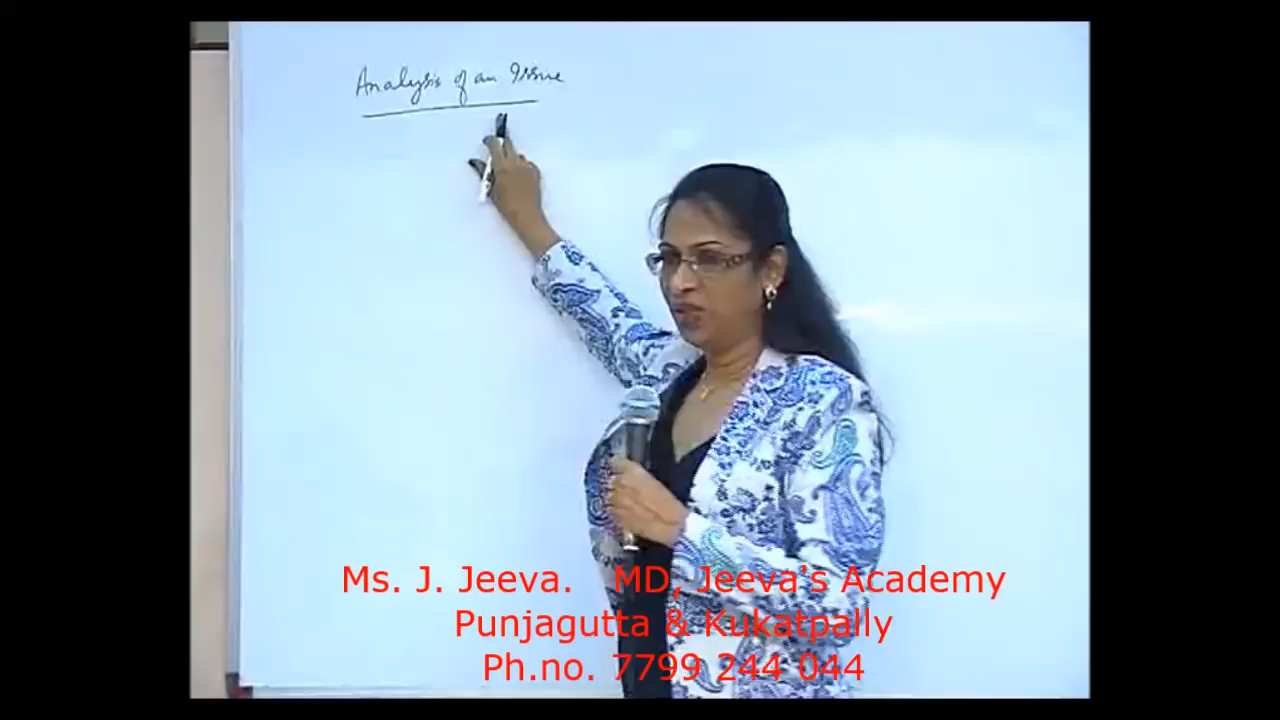 Analysis of an Issue
Ms. J. Jeeva. MD, Jeeva's Academy
Punjagutta & Kukatpally
Ph.no. 7799 244 044